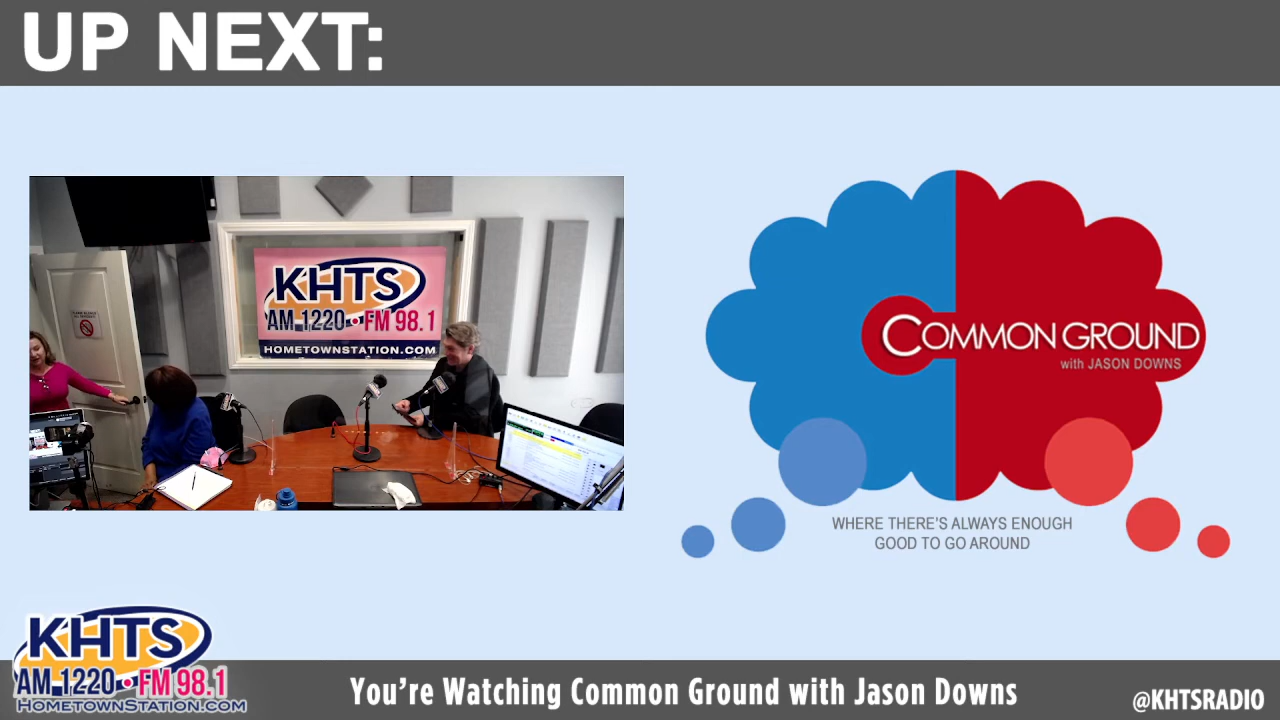 UP NEXT:
KHTS
AM 1220 • FM 98.1
HOMETOWNSTATION.COM
COMMON GROUND
with JASON DOWNS
WHERE THERE'S ALWAYS ENOUGH
GOOD TO GO AROUND
KHTS
AM 1220 • FM 98.1
HOMETOWNSTATION.COM
You're Watching Common Ground with Jason Downs
@KHTSRADIO